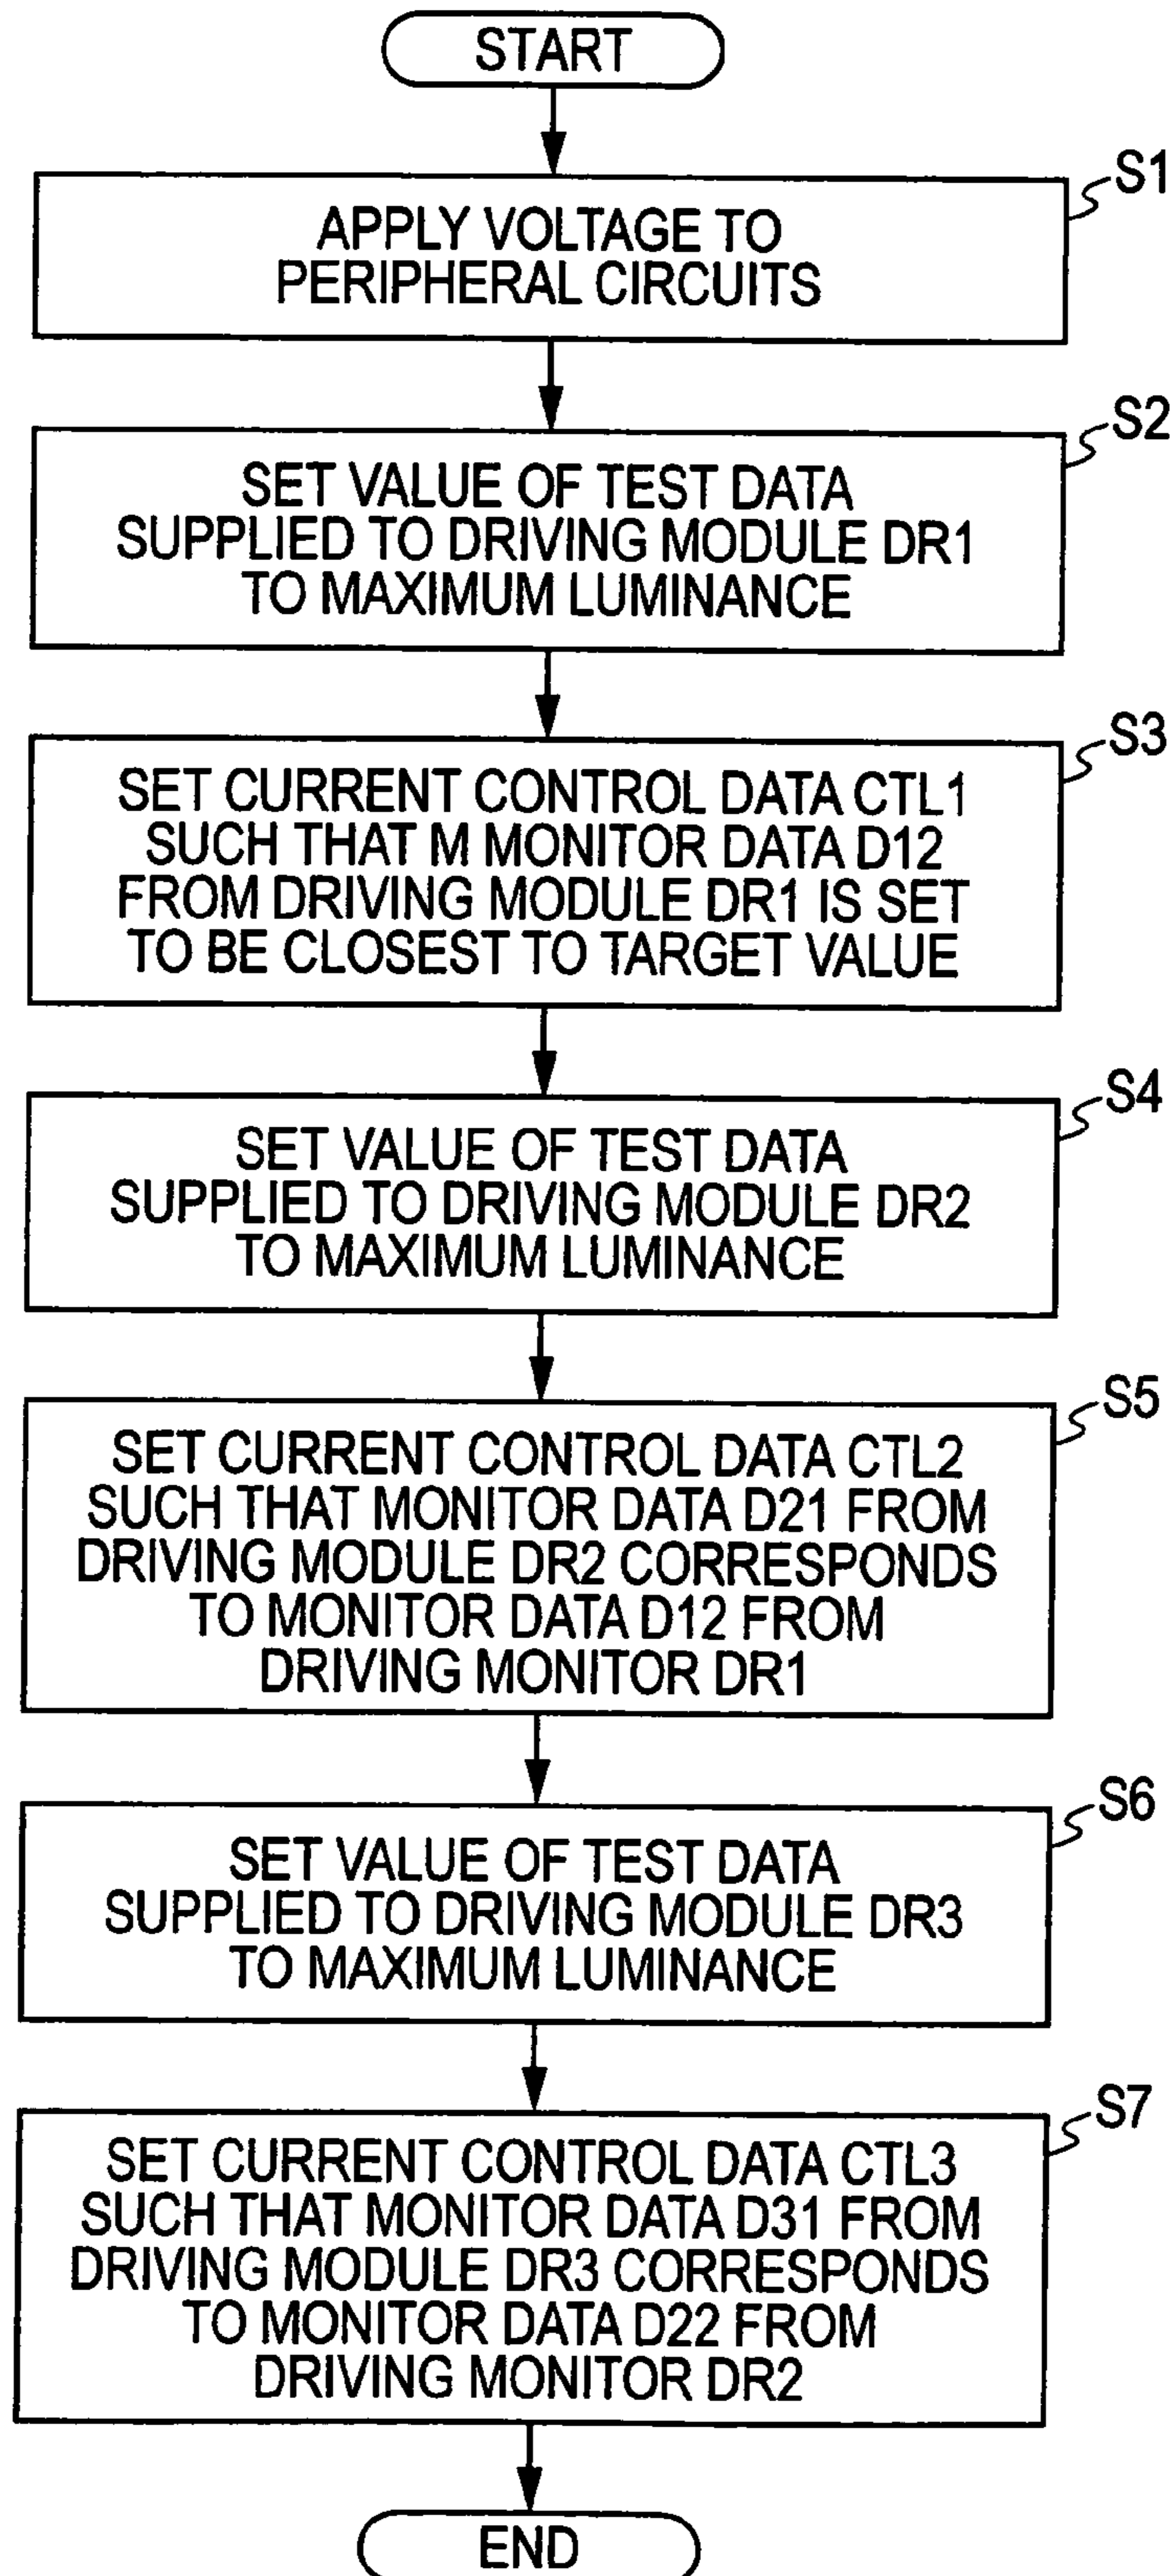 START
S1
APPLY VOLTAGE TO
PERIPHERAL CIRCUITS
S2
SET VALUE OF TEST DATA
SUPPLIED TO DRIVING MODULE DR1
TO MAXIMUM LUMINANCE
S3
SET CURRENT CONTROL DATA CTL1
SUCH THAT M MONITOR DATA D12
FROM DRIVING MODULE DR1 IS SET
TO BE CLOSEST TO TARGET VALUE
S4
SET VALUE OF TEST DATA
SUPPLIED TO DRIVING MODULE DR2
TO MAXIMUM LUMINANCE
S5
SET CURRENT CONTROL DATA CTL2
SUCH THAT MONITOR DATA D21 FROM
DRIVING MODULE DR2 CORRESPONDS
TO MONITOR DATA D12 FROM
DRIVING MONITOR DR1
S6
SET VALUE OF TEST DATA
SUPPLIED TO DRIVING MODULE DR3
TO MAXIMUM LUMINANCE
S7
SET CURRENT CONTROL DATA CTL3
SUCH THAT MONITOR DATA D31 FROM
DRIVING MODULE DR3 CORRESPONDS
TO MONITOR DATA D22 FROM
DRIVING MONITOR DR2
END